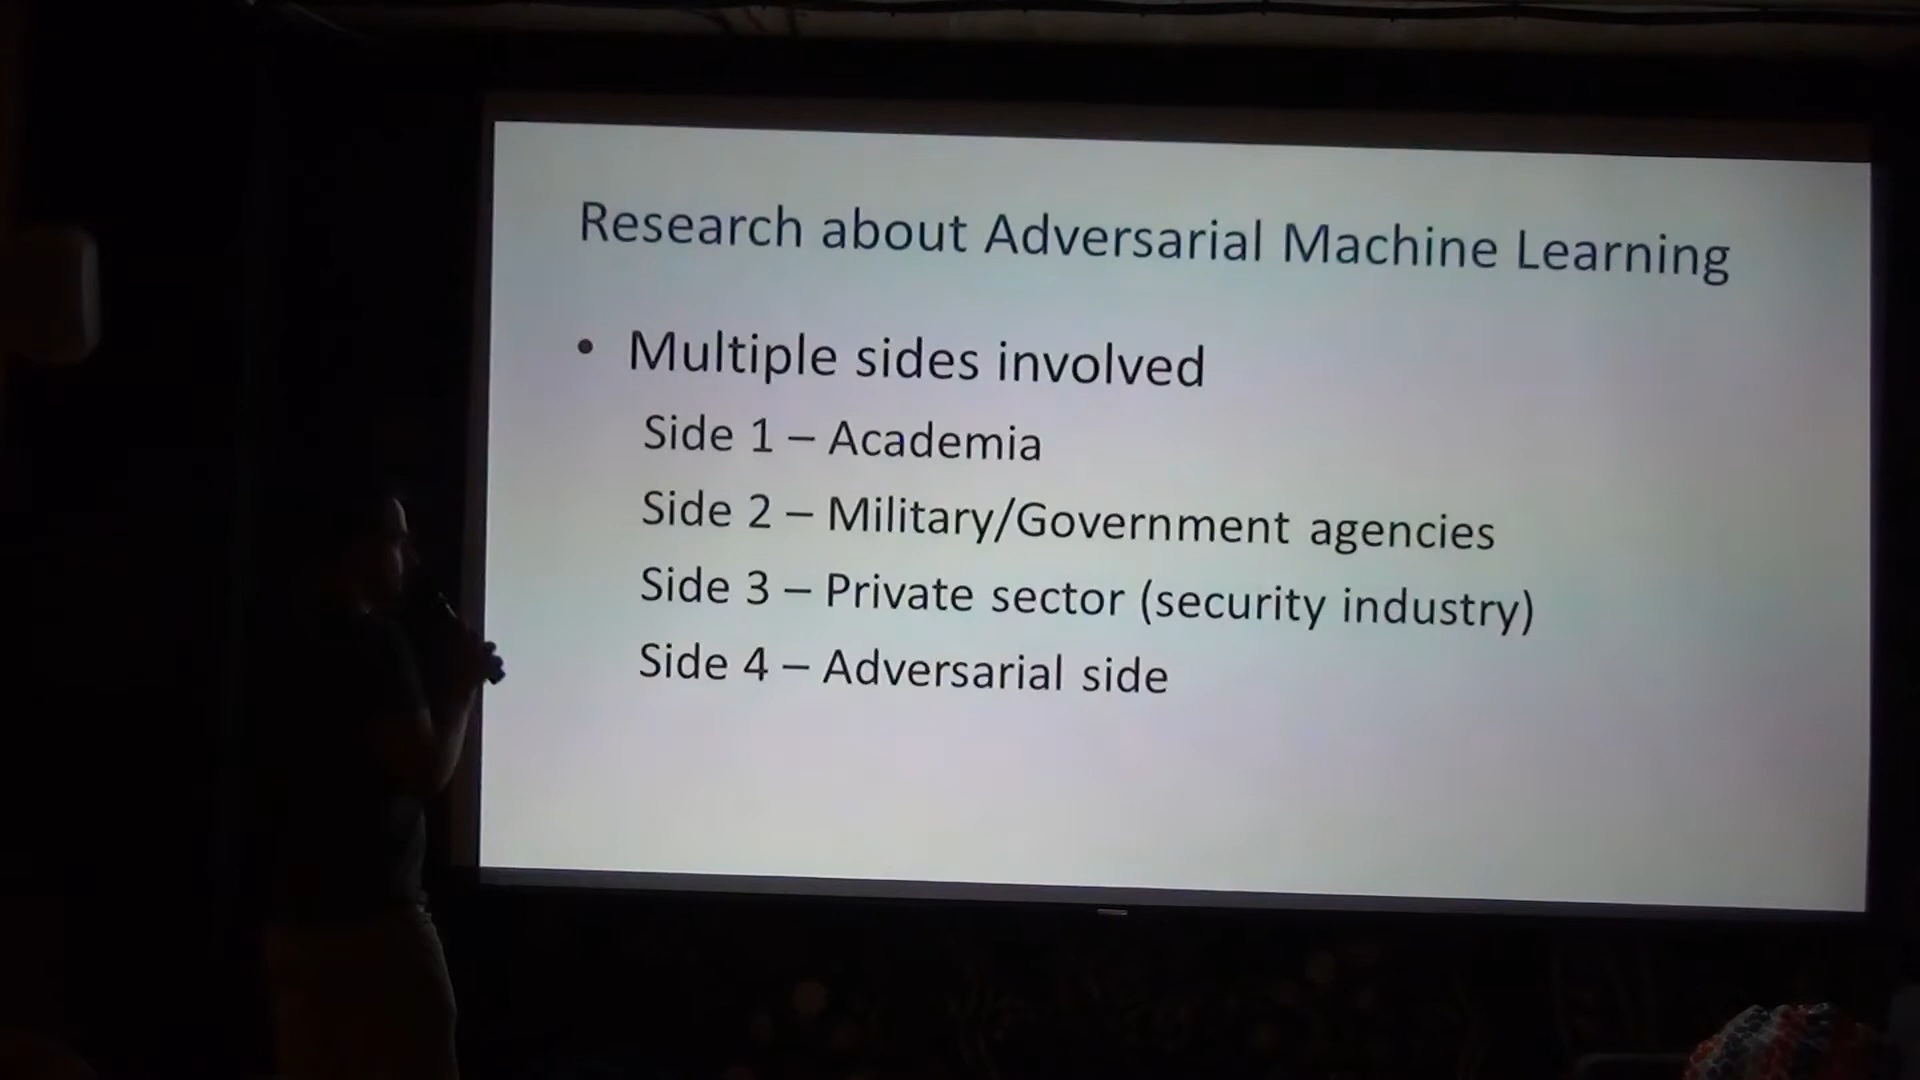 Research about Adversarial Machine Learning
• Multiple sides involved
Side 1 – Academia
Side 2 – Military/Government agencies
Side 3 – Private sector (security industry)
Side 4 – Adversarial side